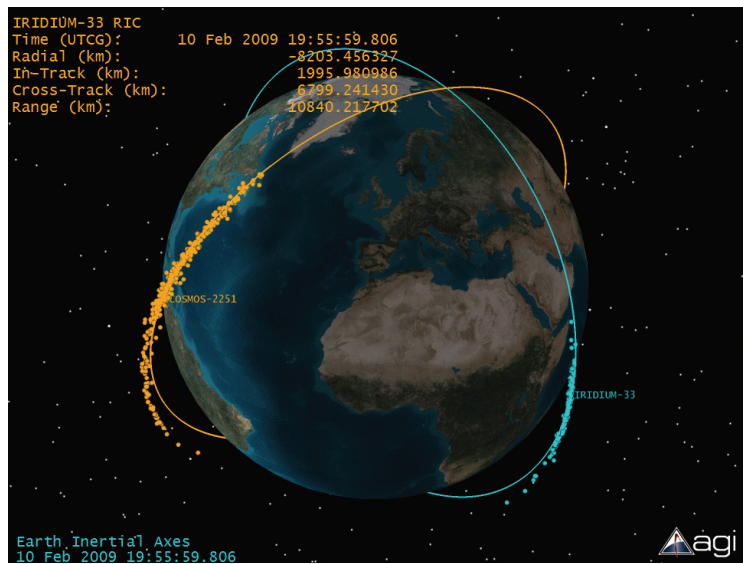 IRIDIUM-33 RIC
Time (UTCG): 10 Feb 2009 19:55:59.806
Radial (km): -8203.456327
In-Track (km): 1995.980986
Cross-Track (km): 6799.241430
Range (km): 10840.217702
COSMOS-2251
IRIDIUM-33
Earth Inertial Axes
10 Feb 2009 19:55:59.806
agi